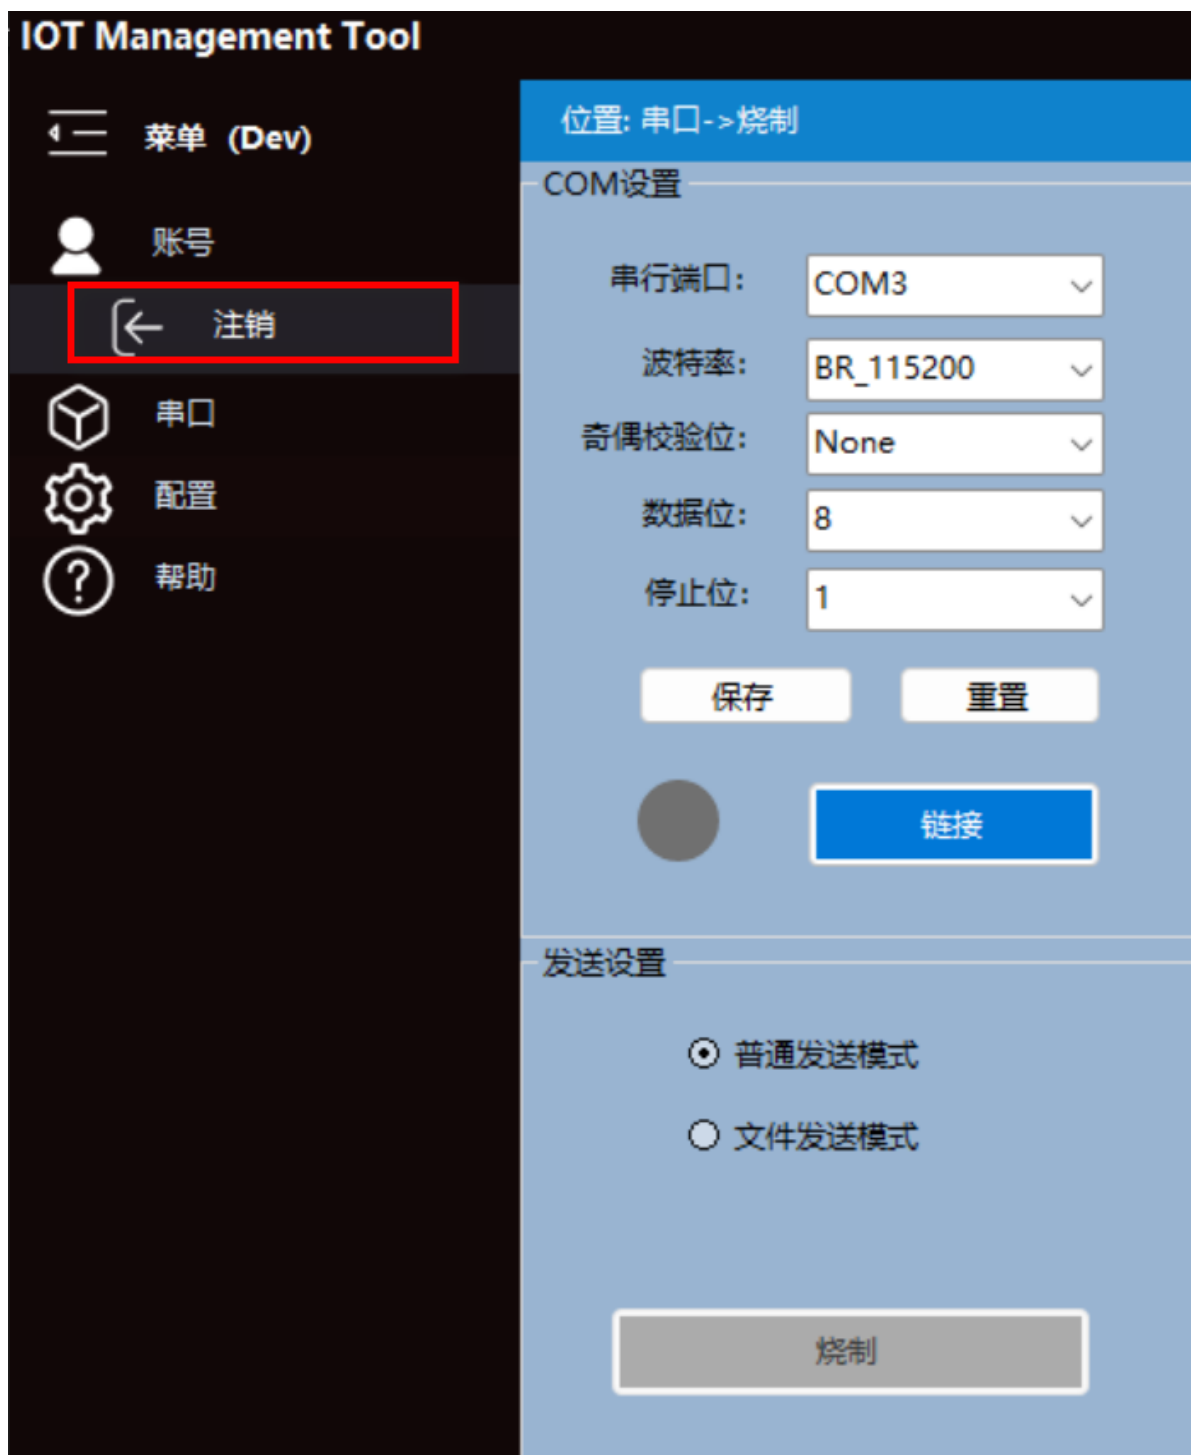 IOT Management Tool
菜单 (Dev)
账号
注销
串口
配置
帮助
位置: 串口->烧制
COM设置
串行端口: COM3
波特率: BR_115200
奇偶校验位: None
数据位: 8
停止位: 1
保存 重置
链接
发送设置
普通发送模式
文件发送模式
烧制